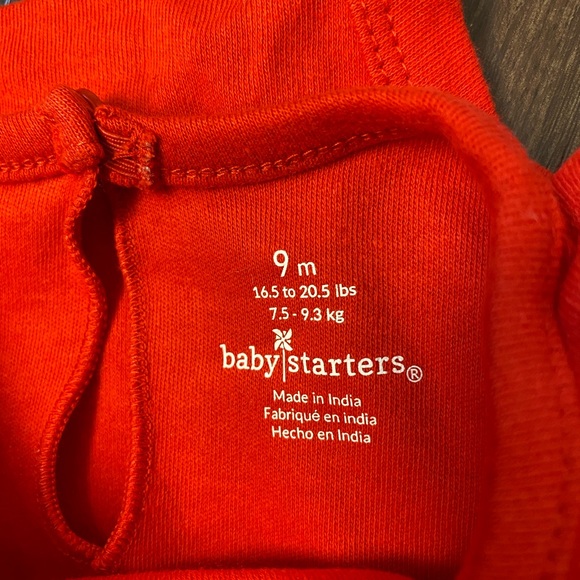 9 m
16.5 to 20.5 lbs
7.5 - 9.3 kg
baby starters®
Made in India
Fabriqué en india
Hecho en India